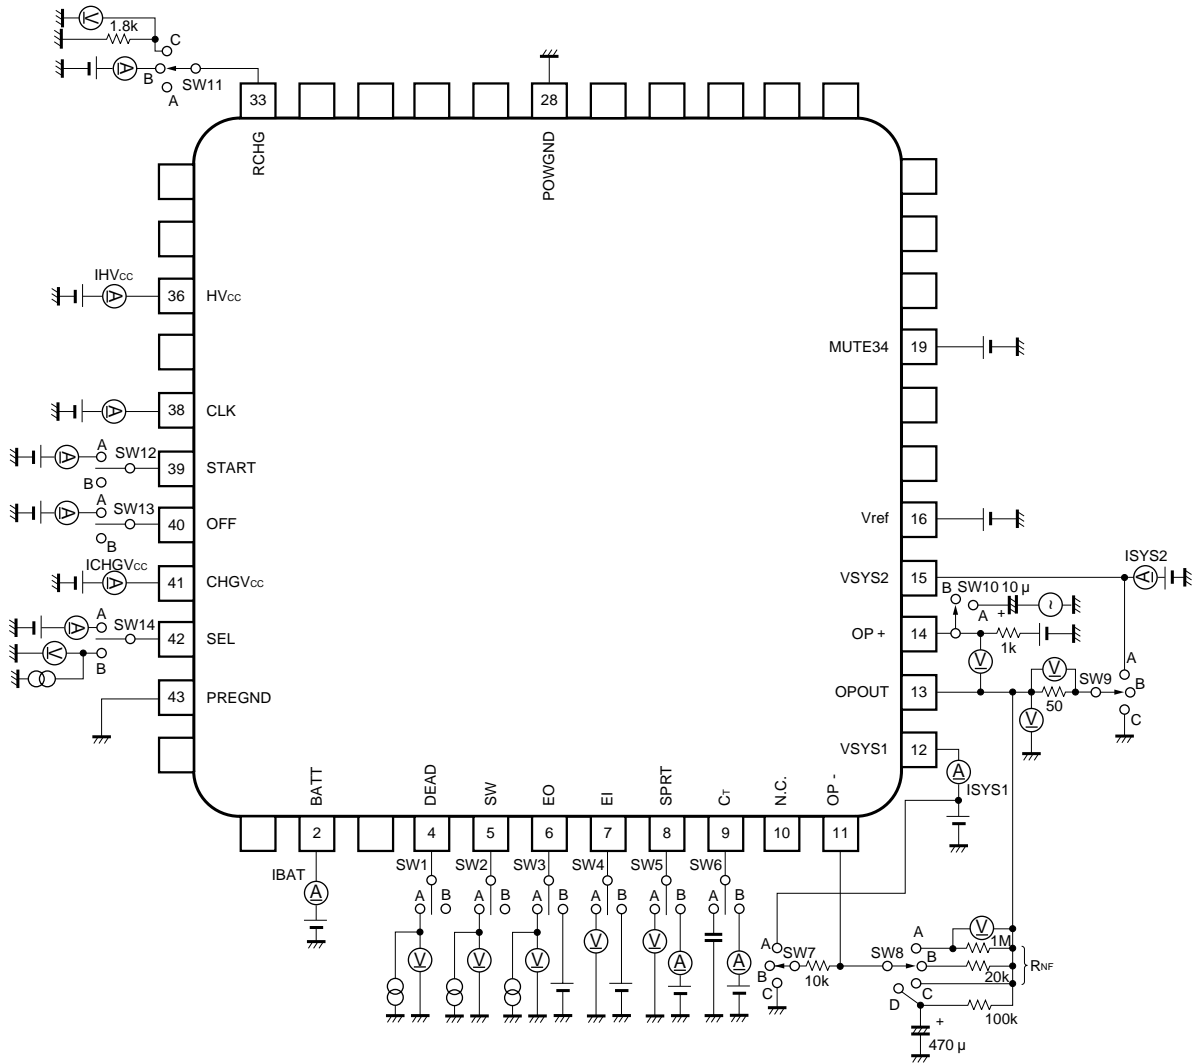 V
1.8k
C
A
B
SW11
A
33
28
RCHG
POWGND
IHVCC
A
36
HVCC
MUTE34
19
A
38
CLK
A
A
SW12
39
START
B
A
A
SW13
40
OFF
B
Vref
16
ICHGVCC
A
41
CHGVCC
VSYS2
15
ISYS2
A
B
SW10
10 µ
A
+
~
A
A
SW14
42
SEL
V
B
OP +
14
1k
V
V
A
SW9
B
43
PREGND
OPOUT
13
50
V
C
VSYS1
12
A
ISYS1
BATT
DEAD
SW
EO
EI
SPRT
CT
N.C.
OP -
2
4
5
6
7
8
9
10
11
IBAT
A
SW1
SW2
SW3
SW4
SW5
SW6
A
B
A
B
A
B
A
B
A
B
A
B
V
V
V
V
V
A
A
A
SW7
B
10k
C
SW8
A
V
1M
B
20k
RNF
C
D
100k
+
470 µ